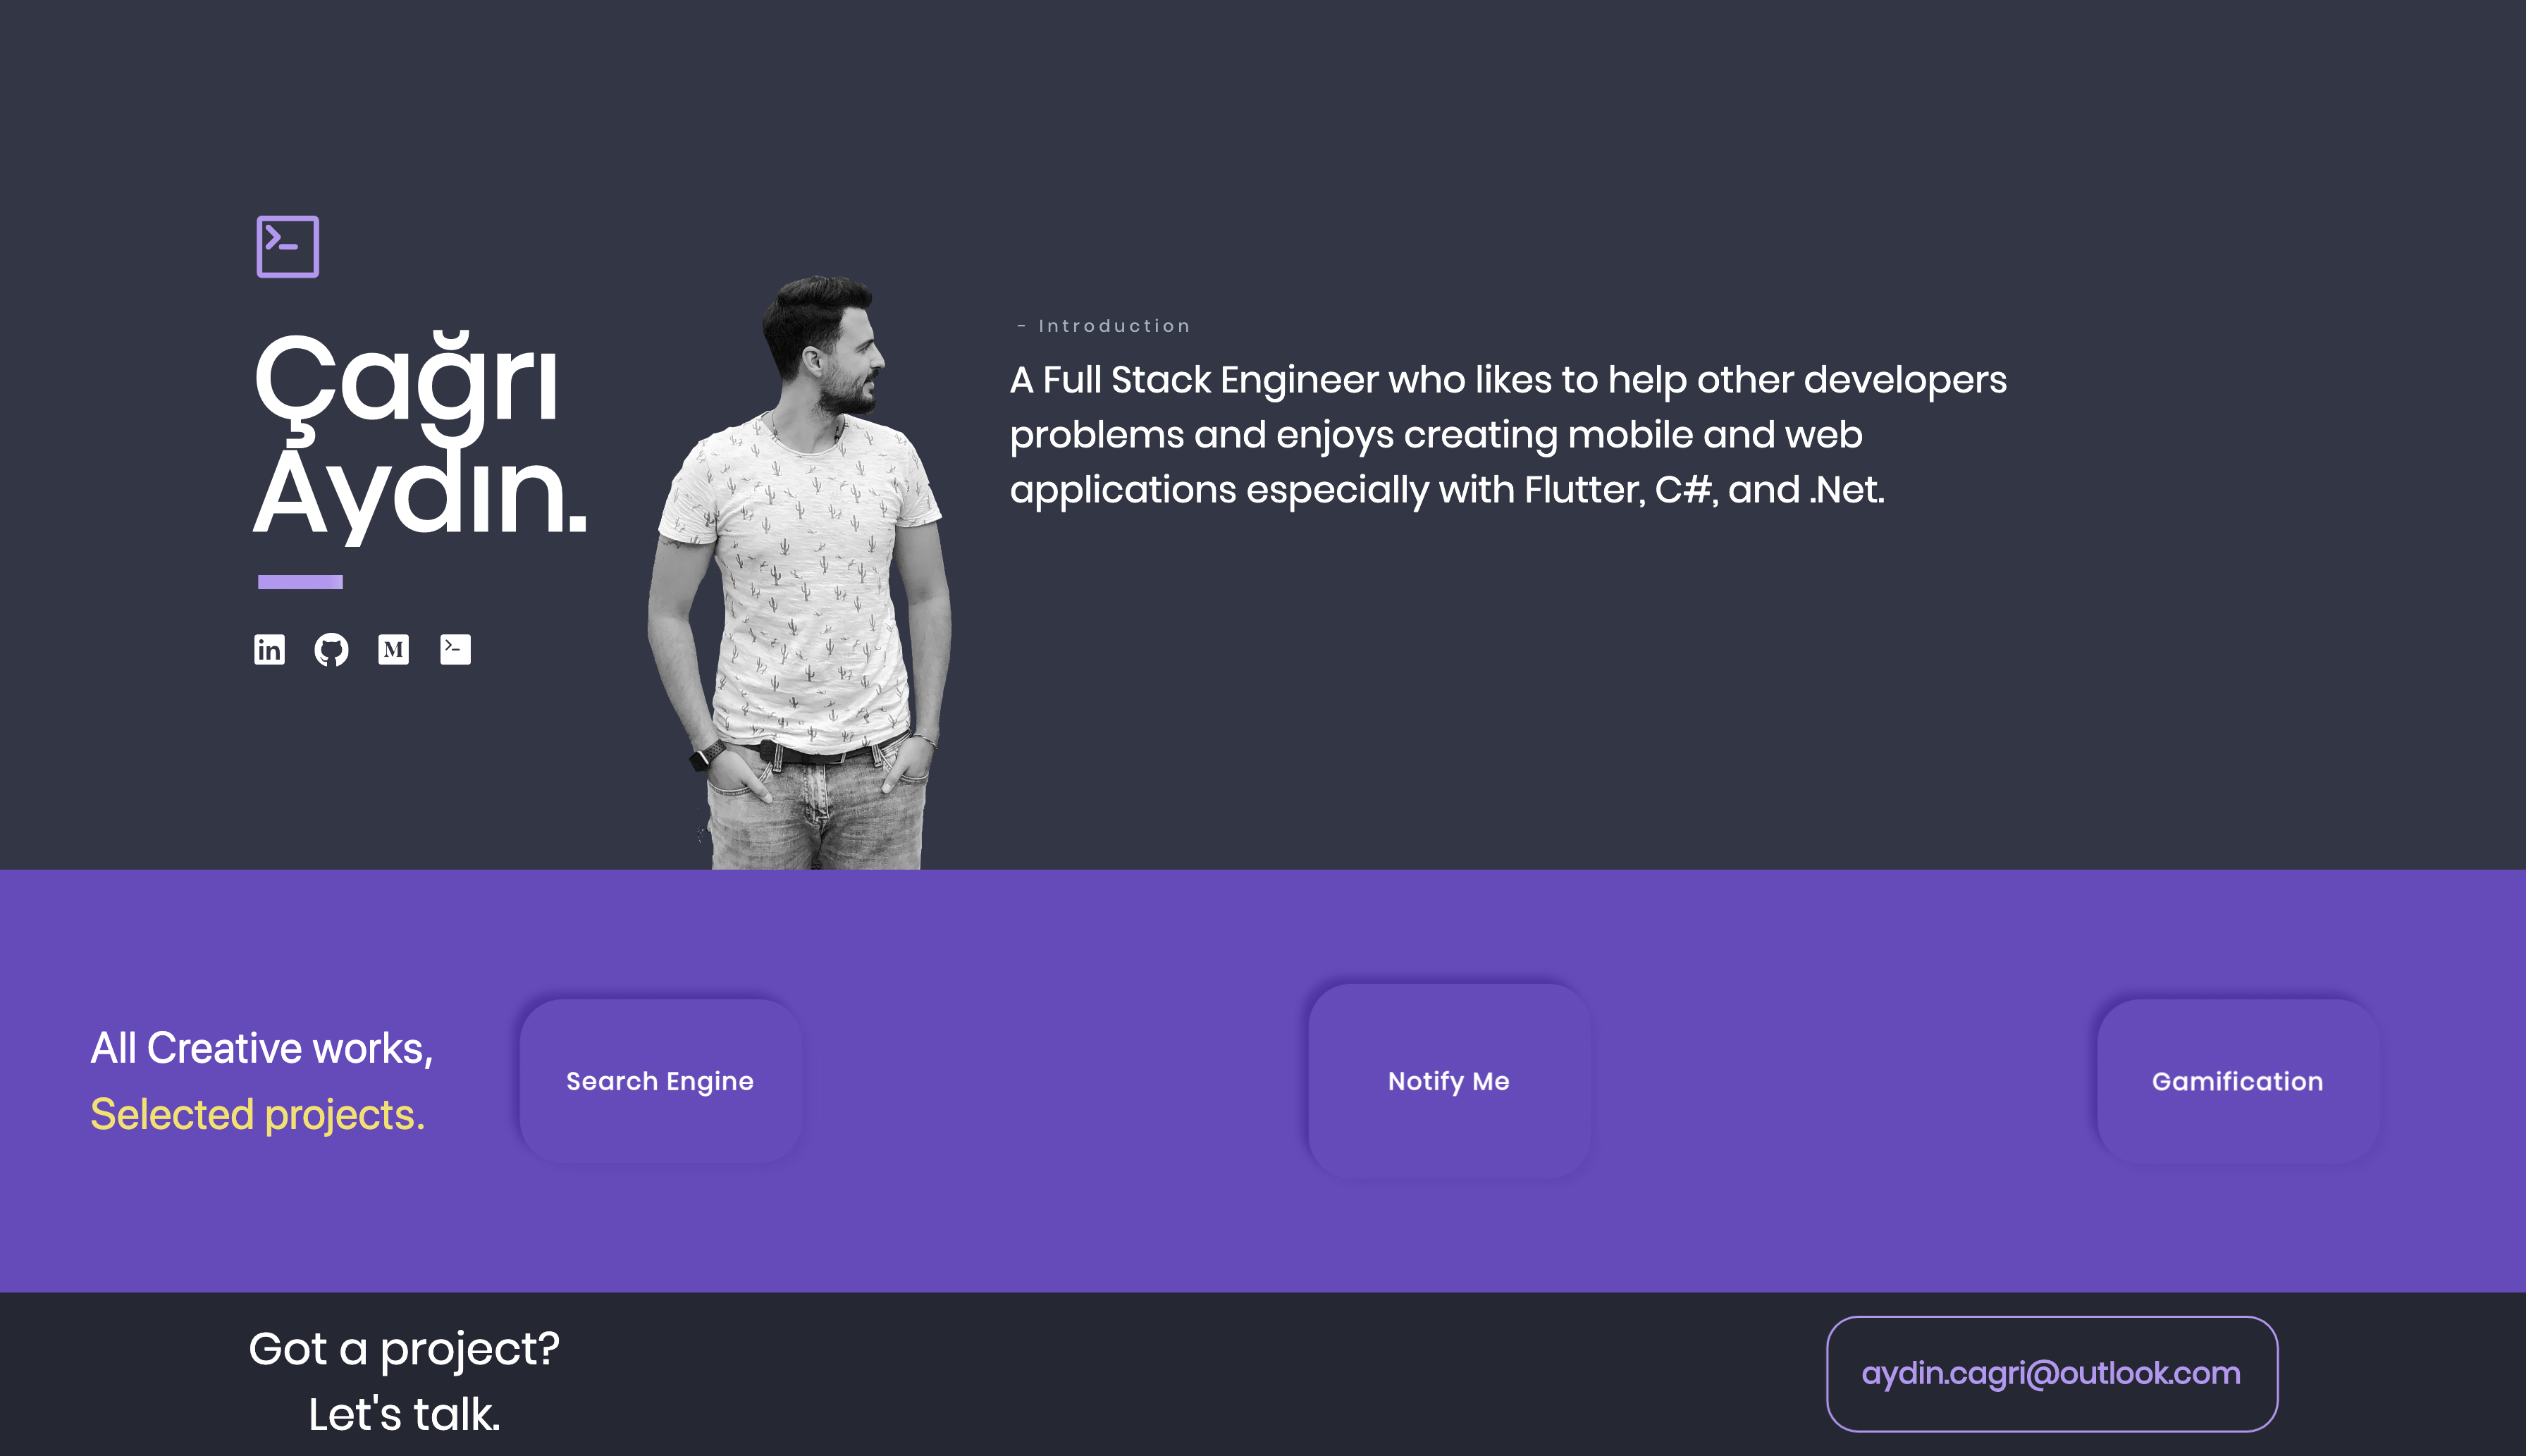 Çağrı
Aydın.
- Introduction
A Full Stack Engineer who likes to help other developers
problems and enjoys creating mobile and web
applications especially with Flutter, C#, and .Net.
All Creative works,
Selected projects.
Search Engine
Notify Me
Gamification
Got a project?
Let's talk.
aydin.cagri@outlook.com